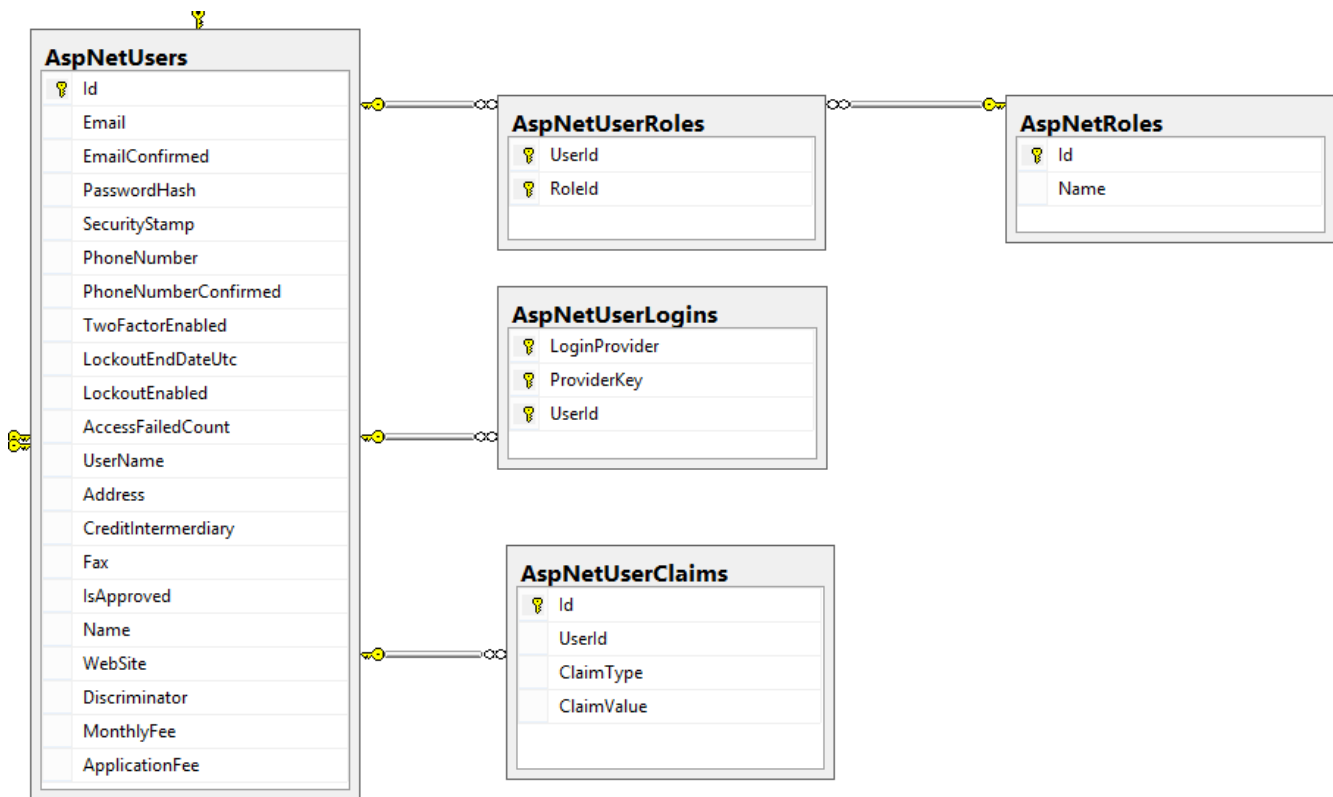 AspNetUsers
Id
Email
EmailConfirmed
PasswordHash
SecurityStamp
PhoneNumber
PhoneNumberConfirmed
TwoFactorEnabled
LockoutEndDateUtc
LockoutEnabled
AccessFailedCount
UserName
Address
CreditIntermerdiary
Fax
IsApproved
Name
WebSite
Discriminator
MonthlyFee
ApplicationFee
AspNetUserRoles
UserId
RoleId
AspNetRoles
Id
Name
AspNetUserLogins
LoginProvider
ProviderKey
UserId
AspNetUserClaims
Id
UserId
ClaimType
ClaimValue